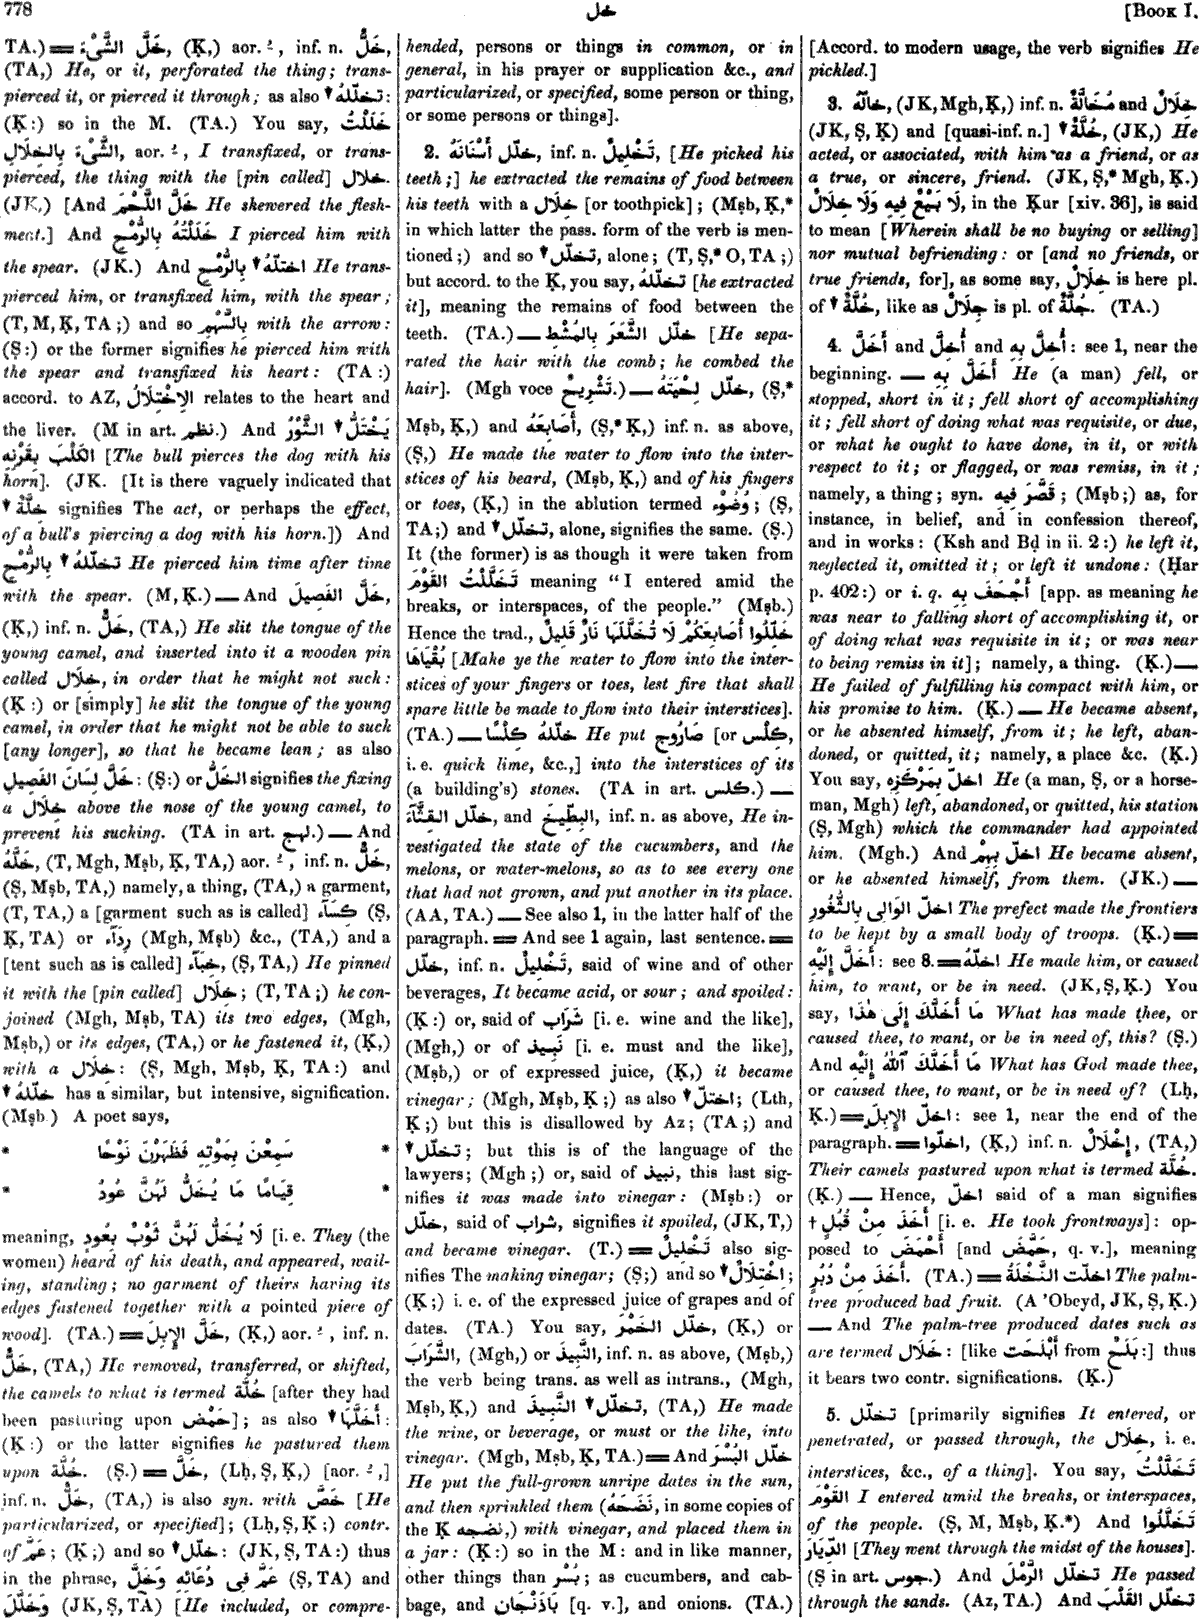 778
خل
[BOOK I.
TA.) = خَلَّ الشَّىْءَ, (Ḳ,) aor. ـُ, inf. n. خَلٌّ,
(TA,) He, or it, perforated the thing; trans-
pierced it, or pierced it through; as also ▼ تخلّلهُ:
(Ḳ:) so in the M. (TA.) You say, خَلَلْتُ
الشَّىْءَ بِالخِلَالِ, aor. ـُ, I transfixed, or trans-
pierced, the thing with the [pin called] خِلَال.
(JK.) [And خَلَّ اللَّحْمَ He skewered the flesh-
meat.] And خَلَلْتُهُ بِالرُّمْحِ I pierced him with
the spear. (JK.) And اختلّهُ ▼ بِالرُّمْحِ He trans-
pierced him, or transfixed him, with the spear;
(T, M, Ḳ, TA;) and so بِالسَّهْمِ with the arrow:
(Ṣ:) or the former signifies he pierced him with
the spear and transfixed his heart: (TA:)
accord. to AZ, الاِخْتِلَالُ relates to the heart and
the liver. (M in art. نظم.) And يَخْتَلُّ ▼ الثَّوْرُ
الكَلْبَ بِقَرْنِهِ [The bull pierces the dog with his
horn]. (JK. [It is there vaguely indicated that
▼ خَلَّةٌ signifies The act, or perhaps the effect,
of a bull's piercing a dog with his horn.]) And
تخلّلهُ ▼ بِالرُّمْحِ He pierced him time after time
with the spear. (M, Ḳ.) — And خَلَّ الفَصِيلَ,
(Ḳ,) inf. n. خَلٌّ, (TA,) He slit the tongue of the
young camel, and inserted into it a wooden pin
called خِلَال, in order that he might not such:
(Ḳ:) or [simply] he slit the tongue of the young
camel, in order that he might not be able to suck
[any longer], so that he became lean; as also
خَلَّ لِسَانَ الفَصِيلِ: (Ṣ:) or الخَلُّ signifies the fixing
a خِلَال above the nose of the young camel, to
prevent his sucking. (TA in art. لهج.) — And
خَلَّهُ, (T, Mgh, Mṣb, Ḳ, TA,) aor. ـُ, inf. n. خَلٌّ,
(Ṣ, Mṣb, TA,) namely, a thing, (TA,) a garment,
(T, TA,) a [garment such as is called] كِسَآء (Ṣ,
Ḳ, TA) or رِدَآء (Mgh, Mṣb) &c., (TA,) and a
[tent such as is called] خِبَآء, (Ṣ, TA,) He pinned
it with the [pin called] خِلَال; (T, TA;) he con-
joined (Mgh, Mṣb, TA) its two edges, (Mgh,
Mṣb,) or its edges, (TA,) or he fastened it, (Ḳ,)
with a خِلَال: (Ṣ, Mgh, Mṣb, Ḳ, TA:) and
▼ خلّلهُ has a similar, but intensive, signification.
(Mṣb.) A poet says,
* سَمِعْنَ بِمَوْتِهِ فَظَهَرْنَ نَوْحًا *
* قِيَامًا مَا يُخَلُّ لَهُنَّ عُودُ *
meaning, لَا يُخَلُّ لَهُنَّ ثَوْبٌ بِعُودٍ [i. e. They (the
women) heard of his death, and appeared, wail-
ing, standing; no garment of theirs having its
edges fastened together with a pointed piece of
wood]. (TA.) = خَلَّ الإِبِلَ, (Ḳ,) aor. ـُ, inf. n.
خَلٌّ, (TA,) He removed, transferred, or shifted,
the camels to what is termed خُلَّة [after they had
been pasturing upon حَمْض]; as also ▼ أَخَلَّهَا:
(Ḳ:) or the latter signifies he pastured them
upon خُلَّة. (Ṣ.) = خَلَّ, (Lḥ, Ṣ, Ḳ,) [aor. ـُ,]
inf. n. خَلٌّ, (TA,) is also syn. with خَصَّ [He
particularized, or specified]; (Lḥ, Ṣ, Ḳ;) contr.
of عَمَّ; (Ḳ;) and so ▼ خلّل: (JK, Ṣ, TA:) thus
in the phrase, عَمَّ فِى دُعَائِهِ وَخَلَّ (Ṣ, TA) and
وَخَلَّلَ (JK, Ṣ, TA) [He included, or compre-
hended, persons or things in common, or in
general, in his prayer or supplication &c., and
particularized, or specified, some person or thing,
or some persons or things].
2. خلّل أَسْنَانَهُ, inf. n. تَخْلِيلٌ, [He picked his
teeth;] he extracted the remains of food between
his teeth with a خِلَال [or toothpick]; (Mṣb, Ḳ,*
in which latter the pass. form of the verb is men-
tioned;) and so ▼ تخلّل, alone; (T, Ṣ,* O, TA;)
but accord. to the Ḳ, you say, تخلّلهُ [he extracted
it], meaning the remains of food between the
teeth. (TA.) — خلّل الشَّعَرَ بِالمُشْطِ [He sepa-
rated the hair with the comb; he combed the
hair]. (Mgh voce تَشْرِيحٌ.) — خلّل لِحْيَتَهُ, (Ṣ,*
Mṣb, Ḳ,) and أَصَابِعَهُ, (Ṣ,* Ḳ,) inf. n. as above,
(Ṣ,) He made the water to flow into the inter-
stices of his beard, (Mṣb, Ḳ,) and of his fingers
or toes, (Ḳ,) in the ablution termed وُضُوْء; (Ṣ,
TA;) and ▼ تخلّل, alone, signifies the same. (Ṣ.)
It (the former) is as though it were taken from
تَخَلَّلْتُ القَوْمَ meaning "I entered amid the
breaks, or interspaces, of the people." (Mṣb.)
Hence the trad., خَلِّلُوا أَصَابِعَكُمْ لَا تُخَلِّلَهَا نَارٌ قَلِيلٌ
بُقْيَاهَا [Make ye the water to flow into the inter-
stices of your fingers or toes, lest fire that shall
spare little be made to flow into their interstices].
(TA.) — خلّلهُ كِلْسًا He put صَارُوج [or كِلْس,
i. e. quick lime, &c.,] into the interstices of its
(a building's) stones. (TA in art. كلس.) —
خلّل القِثَّآءَ, and البِطِّيخَ, inf. n. as above, He in-
vestigated the state of the cucumbers, and the
melons, or water-melons, so as to see every one
that had not grown, and put another in its place.
(AA, TA.) — See also 1, in the latter half of the
paragraph. = And see 1 again, last sentence. =
خلّل, inf. n. تَخْلِيلٌ, said of wine and of other
beverages, It became acid, or sour; and spoiled:
(Ḳ:) or, said of شَرَاب [i. e. wine and the like],
(Mgh,) or of نَبِيذ [i. e. must and the like],
(Mṣb,) or of expressed juice, (Ḳ,) it became
vinegar; (Mgh, Mṣb, Ḳ;) as also ▼ اختلّ; (Lth,
Ḳ;) but this is disallowed by Az; (TA;) and
▼ تخلّل; but this is of the language of the
lawyers; (Mgh;) or, said of نبيذ, this last sig-
nifies it was made into vinegar: (Mṣb:) or
خلّل, said of شراب, signifies it spoiled, (JK, T,)
and became vinegar. (T.) = تَخْلِيلٌ also sig-
nifies The making vinegar; (Ṣ;) and so ▼ اخْتِلَالٌ;
(Ḳ;) i. e. of the expressed juice of grapes and of
dates. (TA.) You say, خلّل الخَمْرَ, (Ḳ,) or
الشَّرَابَ, (Mgh,) or النَّبِيذَ, inf. n. as above, (Mṣb,)
the verb being trans. as well as intrans., (Mgh,
Mṣb, Ḳ,) and تخلّل ▼ النَّبِيذَ, (TA,) He made
the wine, or beverage, or must or the like, into
vinegar. (Mgh, Mṣb, Ḳ, TA.) = And خلّل البُسْرَ
He put the full-grown unripe dates in the sun,
and then sprinkled them (نَضَحَهُ, in some copies of
the Ḳ نضجه,) with vinegar, and placed them in
a jar: (Ḳ:) so in the M: and in like manner,
other things than بُسْر; as cucumbers, and cab-
bage, and بَاذَنْجَان [q. v.], and onions. (TA.)
[Accord. to modern usage, the verb signifies He
pickled.]
3. خالّهُ, (JK, Mgh, Ḳ,) inf. n. مُخَالَّةٌ and خِلَالٌ
(JK, Ṣ, Ḳ) and [quasi-inf. n.] ▼ خُلَّةٌ, (JK,) He
acted, or associated, with him as a friend, or as
a true, or sincere, friend. (JK, Ṣ,* Mgh, Ḳ.)
لَا بَيْعٌ فِيهِ وَلَا خِلَالٌ, in the Ḳur [xiv. 36], is said
to mean [Wherein shall be no buying or selling]
nor mutual befriending: or [and no friends, or
true friends, for], as some say, خِلَالٌ is here pl.
of ▼ خُلَّةٌ, like as جِلَالٌ is pl. of جُلَّةٌ. (TA.)
4. أَخَلَّ and أُخِلَّ and أُخِلَّ بِهِ: see 1, near the
beginning. — أَخَلَّ بِهِ He (a man) fell, or
stopped, short in it; fell short of accomplishing
it; fell short of doing what was requisite, or due,
or what he ought to have done, in it, or with
respect to it; or flagged, or was remiss, in it;
namely, a thing; syn. قَصَّرَ فِيهِ; (Mṣb;) as, for
instance, in belief, and in confession thereof,
and in works: (Ksh and Bḍ in ii. 2:) he left it,
neglected it, omitted it; or left it undone: (Ḥar
p. 402:) or i. q. أَجْحَفَ بِهِ [app. as meaning he
was near to falling short of accomplishing it, or
of doing what was requisite in it; or was near
to being remiss in it]; namely, a thing. (Ḳ.) —
He failed of fulfilling his compact with him, or
his promise to him. (Ḳ.) — He became absent,
or he absented himself, from it; he left, aban-
doned, or quitted, it; namely, a place &c. (Ḳ.)
You say, اخلّ بِمَرْكَزِهِ He (a man, Ṣ, or a horse-
man, Mgh) left, abandoned, or quitted, his station
(Ṣ, Mgh) which the commander had appointed
him. (Mgh.) And اخلّ بِهِمْ He became absent,
or he absented himself, from them. (JK.) —
اخلّ الوَالِى بِالثُّغُورِ The prefect made the frontiers
to be kept by a small body of troops. (Ḳ.) =
أَخَلَّ إِلَيْهِ: see 8. = اخلّهُ He made him, or caused
him, to want, or be in need. (JK, Ṣ, Ḳ.) You
say, مَا أَخَلَّكَ إِلَى هٰذَا What has made thee, or
caused thee, to want, or be in need of, this? (Ṣ.)
And مَا أَخَلَّكَ ٱللّٰهُ إِلَيْهِ What has God made thee,
or caused thee, to want, or be in need of? (Lḥ,
Ḳ.) = اخلّ الإِبِلَ: see 1, near the end of the
paragraph. = اخلّوا, (Ḳ,) inf. n. إِخْلَالٌ, (TA,)
Their camels pastured upon what is termed خُلَّة.
(Ḳ.) — Hence, اخلّ said of a man signifies
† أَخَذَ مِنْ قُبُلٍ [i. e. He took frontways]: op-
posed to أَحْمَضَ [and حَمَّضَ, q. v.], meaning
أَخَذَ مِنْ دُبُرٍ. (TA.) = اخلّت النَّخْلَةُ The palm-
tree produced bad fruit. (A 'Obeyd, JK, Ṣ, Ḳ.)
— And The palm-tree produced dates such as
are termed خَلَال: [like أَبْلَحَت from بَلَحٌ:] thus
it bears two contr. significations. (Ḳ.)
5. تخلّل [primarily signifies It entered, or
penetrated, or passed through, the خِلَال, i. e.
interstices, &c., of a thing]. You say, تَخَلَّلْتُ
القَوْمَ I entered amid the breaks, or interspaces,
of the people. (Ṣ, M, Mṣb, Ḳ.*) And تَخَلَّلُوا
الدِّيَارَ [They went through the midst of the houses].
(Ṣ in art. جوس.) And تخلّل الرَّمْلَ He passed
through the sands. (Az, TA.) And تخلّل القَلْبَ